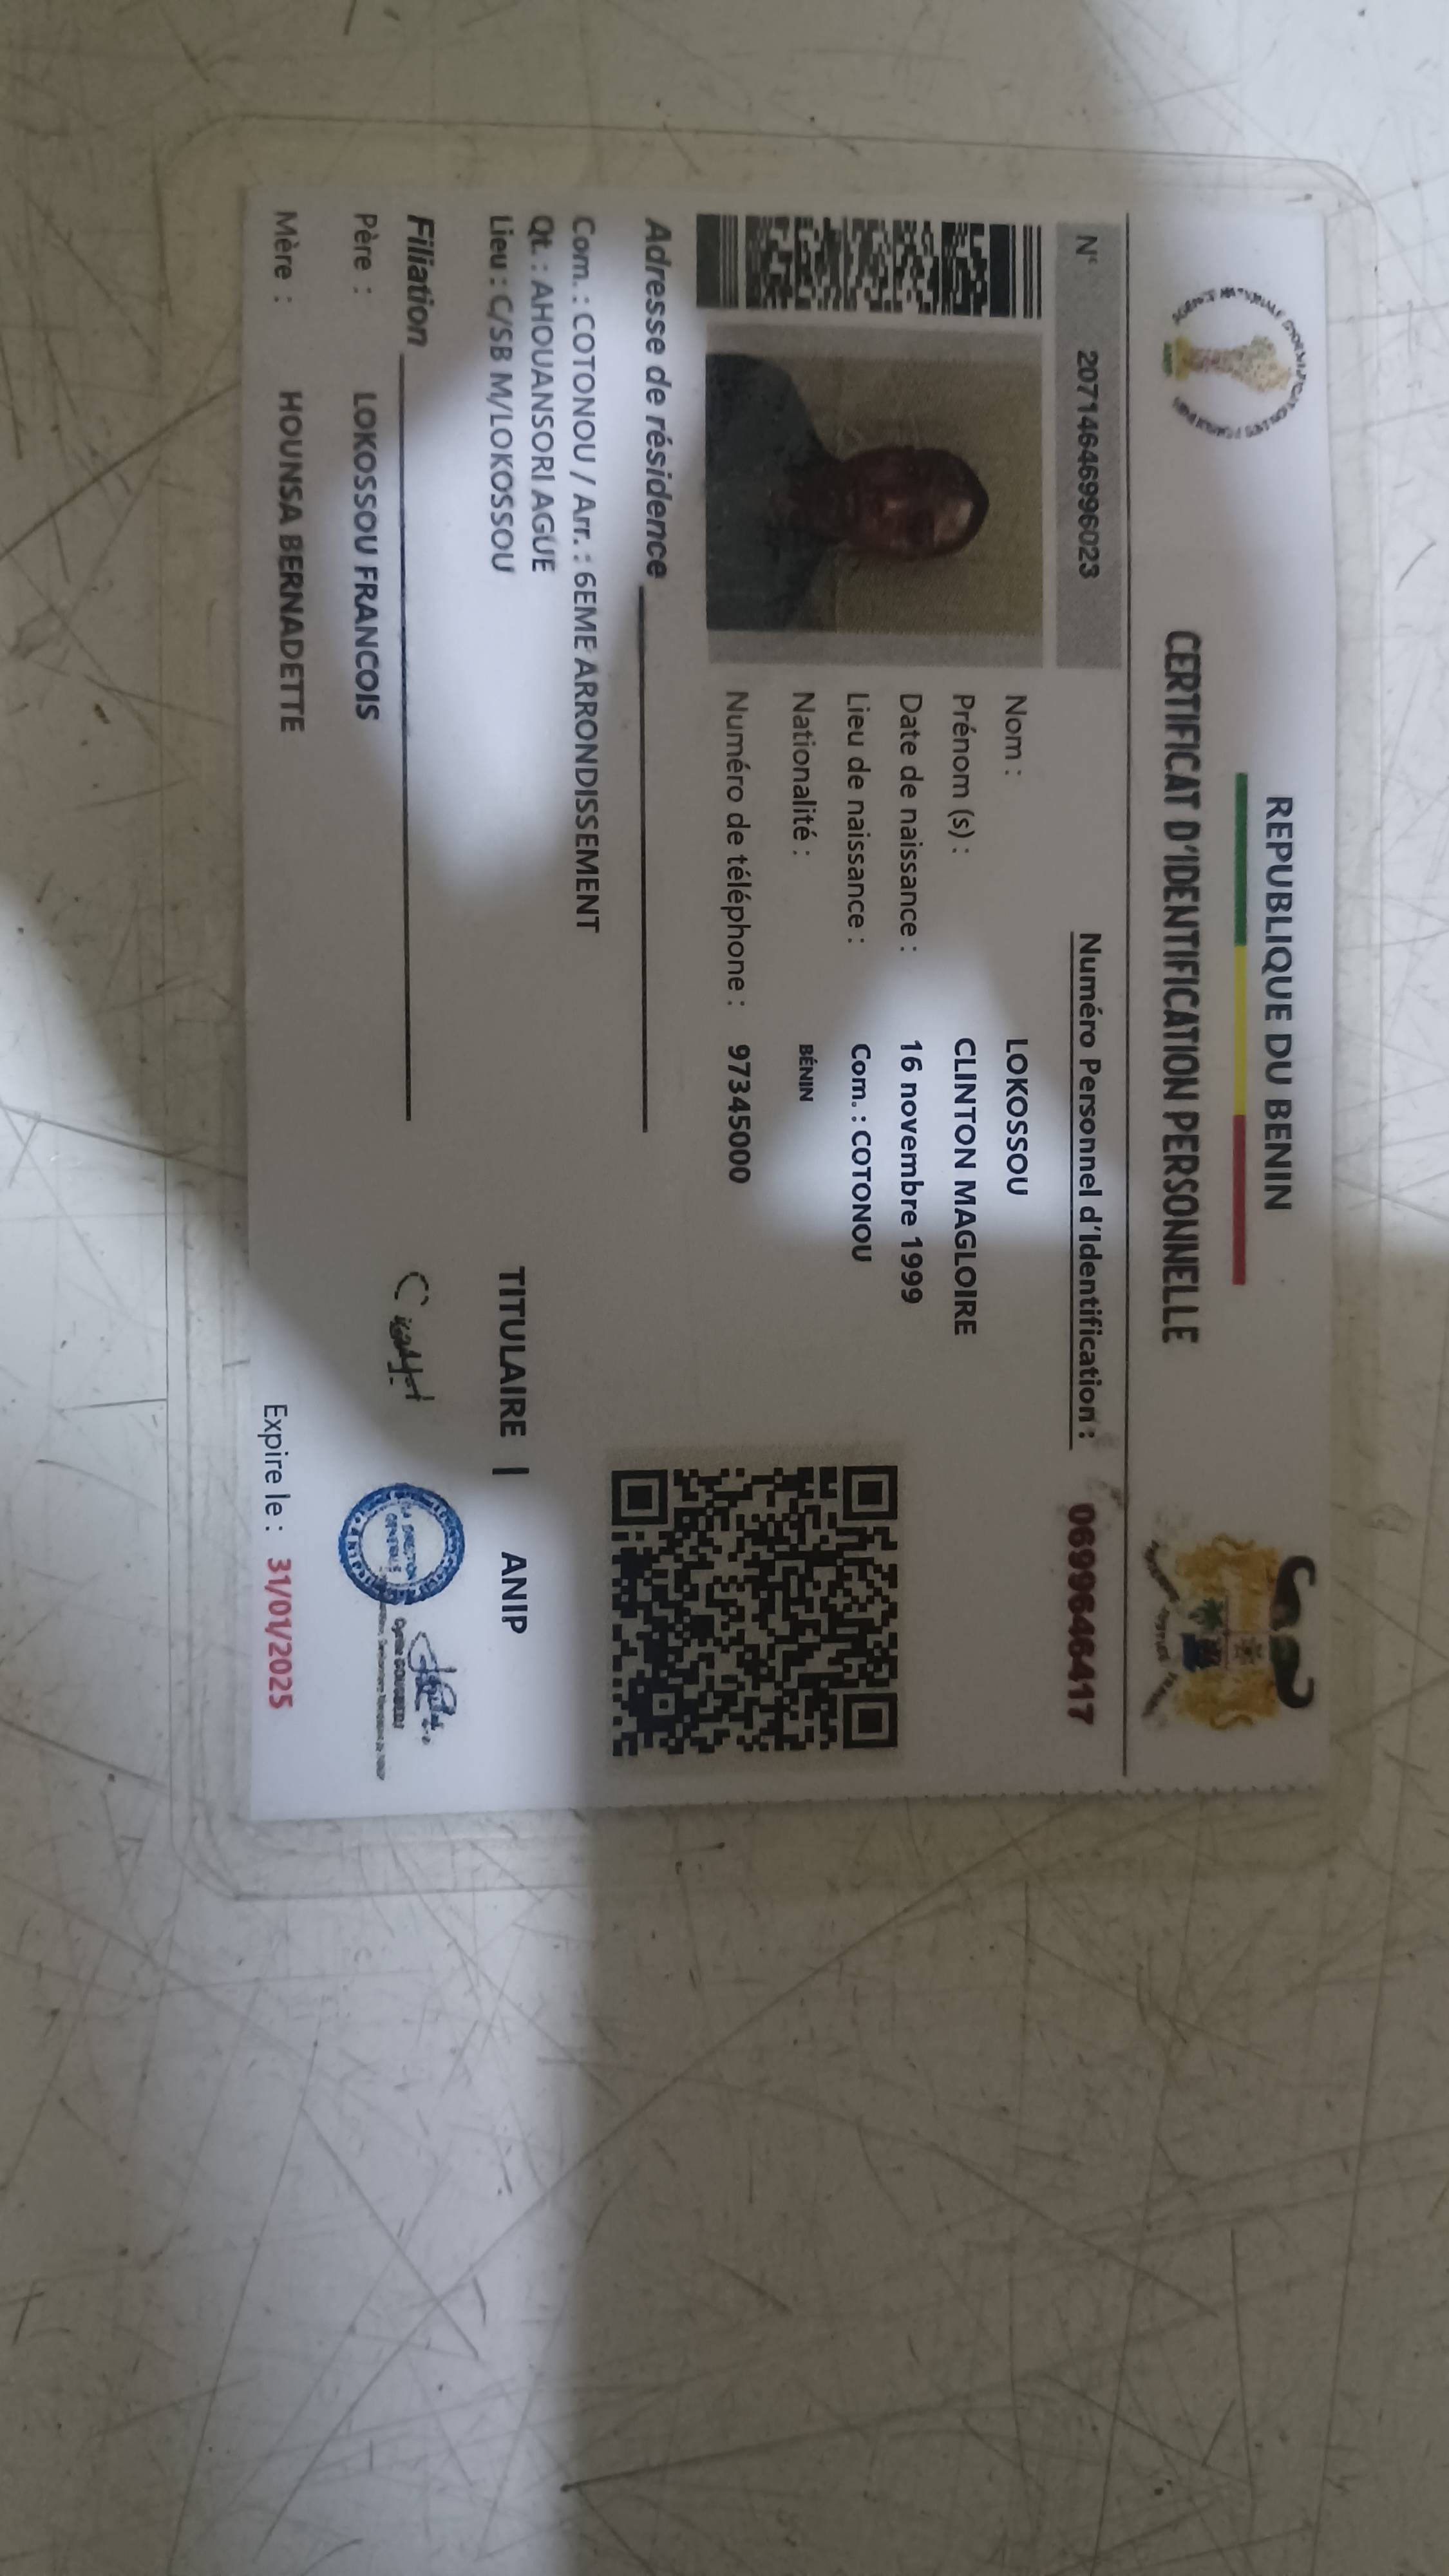 REPUBLIQUE DU BENIN
CERTIFICAT D'IDENTIFICATION PERSONNELLE
N° 20714646996023
Numéro Personnel d'Identification : 0699646417
Nom : LOKOSSOU
Prénom (s) : CLINTON MAGLOIRE
Date de naissance : 16 novembre 1999
Lieu de naissance : Com. : COTONOU
Nationalité : BÉNIN
Numéro de téléphone : 97345000
Adresse de résidence
Com. : COTONOU / Arr. : 6EME ARRONDISSEMENT
Qt. : AHOUANSORI AGUE
Lieu : C/SB M/LOKOSSOU
TITULAIRE | ANIP
Filiation
Père : LOKOSSOU FRANCOIS
Mère : HOUNSA BERNADETTE
Expire le : 31/01/2025